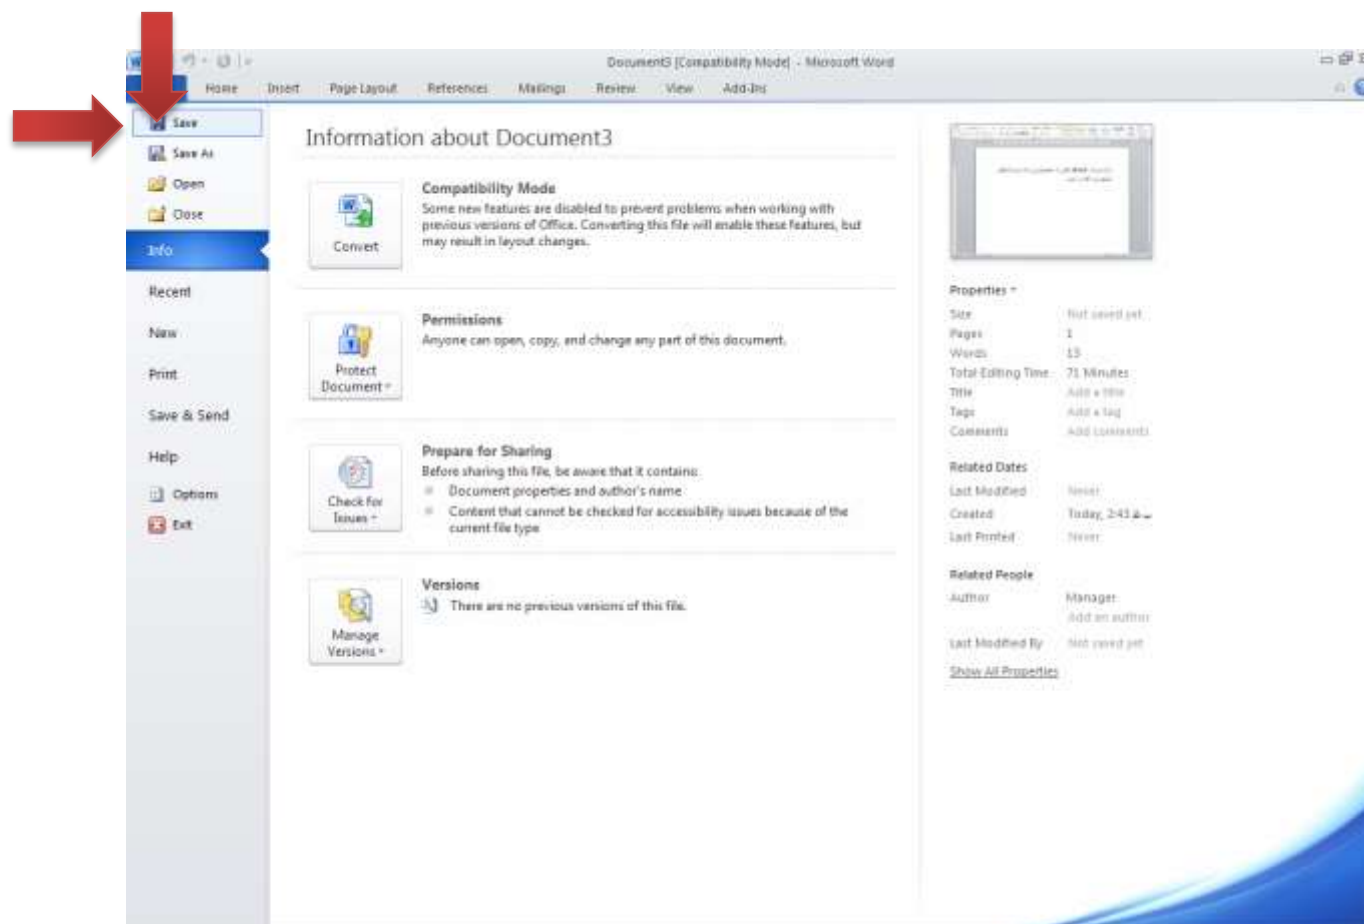 W
Document3 [Compatibility Mode] - Microsoft Word
Home Insert Page Layout References Mailings Review View Add-Ins
Save
Save As
Open
Close
Info
Recent
New
Print
Save & Send
Help
Options
Exit
Information about Document3
Convert
Compatibility Mode
Some new features are disabled to prevent problems when working with
previous versions of Office. Converting this file will enable these features, but
may result in layout changes.
Protect
Document
Permissions
Anyone can open, copy, and change any part of this document.
Check for
Issues
Prepare for Sharing
Before sharing this file, be aware that it contains:
Document properties and author's name
Content that cannot be checked for accessibility issues because of the
current file type
Manage
Versions
Versions
There are no previous versions of this file.
Properties
Size Not saved yet
Pages 1
Words 13
Total Editing Time 71 Minutes
Title Add a title
Tags Add a tag
Comments Add comments
Related Dates
Last Modified Never
Created Today, 2:43
Last Printed Never
Related People
Author Manager
Add an author
Last Modified By Not saved yet
Show All Properties